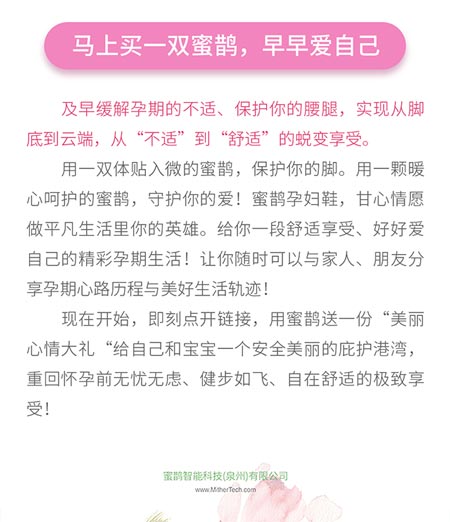 马上买一双蜜鹊，早早爱自己
及早缓解孕期的不适、保护你的腰腿，实现从脚
底到云端，从“不适”到“舒适”的蜕变享受。
用一双体贴入微的蜜鹊，保护你的脚。用一颗暖
心呵护的蜜鹊，守护你的爱！蜜鹊孕妇鞋，甘心情愿
做平凡生活里你的英雄。给你一段舒适享受、好好爱
自己的精彩孕期生活！让你随时可以与家人、朋友分
享孕期心路历程与美好生活轨迹！
现在开始，即刻点开链接，用蜜鹊送一份“美丽
心情大礼“给自己和宝宝一个安全美丽的庇护港湾，
重回怀孕前无忧无虑、健步如飞、自在舒适的极致享
受！
蜜鹊智能科技(泉州)有限公司
www.MitherTech.com